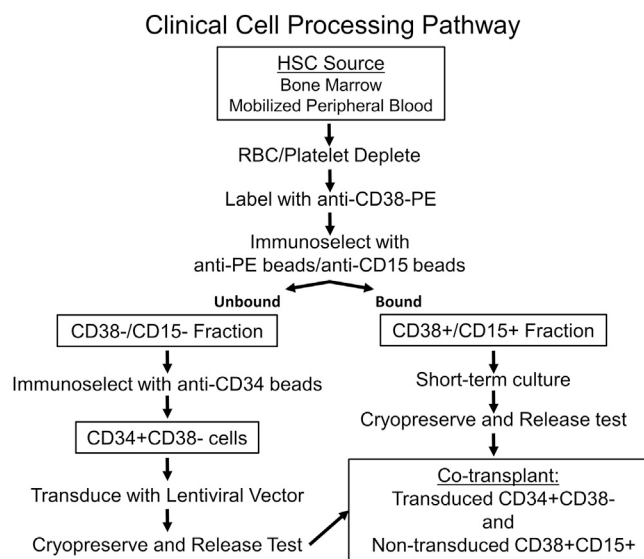 Clinical Cell Processing Pathway
HSC Source
Bone Marrow
Mobilized Peripheral Blood
RBC/Platelet Deplete
Label with anti-CD38-PE
Immunoselect with
anti-PE beads/anti-CD15 beads
Unbound
Bound
CD38-/CD15- Fraction
Immunoselect with anti-CD34 beads
CD34+CD38- cells
Transduce with Lentiviral Vector
Cryopreserve and Release Test
CD38+/CD15+ Fraction
Short-term culture
Cryopreserve and Release test
Co-transplant:
Transduced CD34+CD38-
and
Non-transduced CD38+CD15+